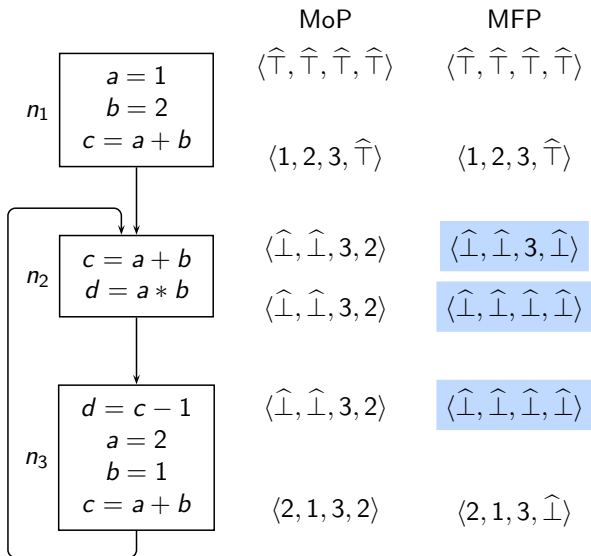 MoP MFP
⟨⊤̂, ⊤̂, ⊤̂, ⊤̂⟩ ⟨⊤̂, ⊤̂, ⊤̂, ⊤̂⟩
n₁
a = 1
b = 2
c = a + b
⟨1, 2, 3, ⊤̂⟩ ⟨1, 2, 3, ⊤̂⟩
n₂
c = a + b
d = a ∗ b
⟨⊥̂, ⊥̂, 3, 2⟩ ⟨⊥̂, ⊥̂, 3, ⊥̂⟩
⟨⊥̂, ⊥̂, 3, 2⟩ ⟨⊥̂, ⊥̂, ⊥̂, ⊥̂⟩
n₃
d = c − 1
a = 2
b = 1
c = a + b
⟨⊥̂, ⊥̂, 3, 2⟩ ⟨⊥̂, ⊥̂, ⊥̂, ⊥̂⟩
⟨2, 1, 3, 2⟩ ⟨2, 1, 3, ⊥̂⟩